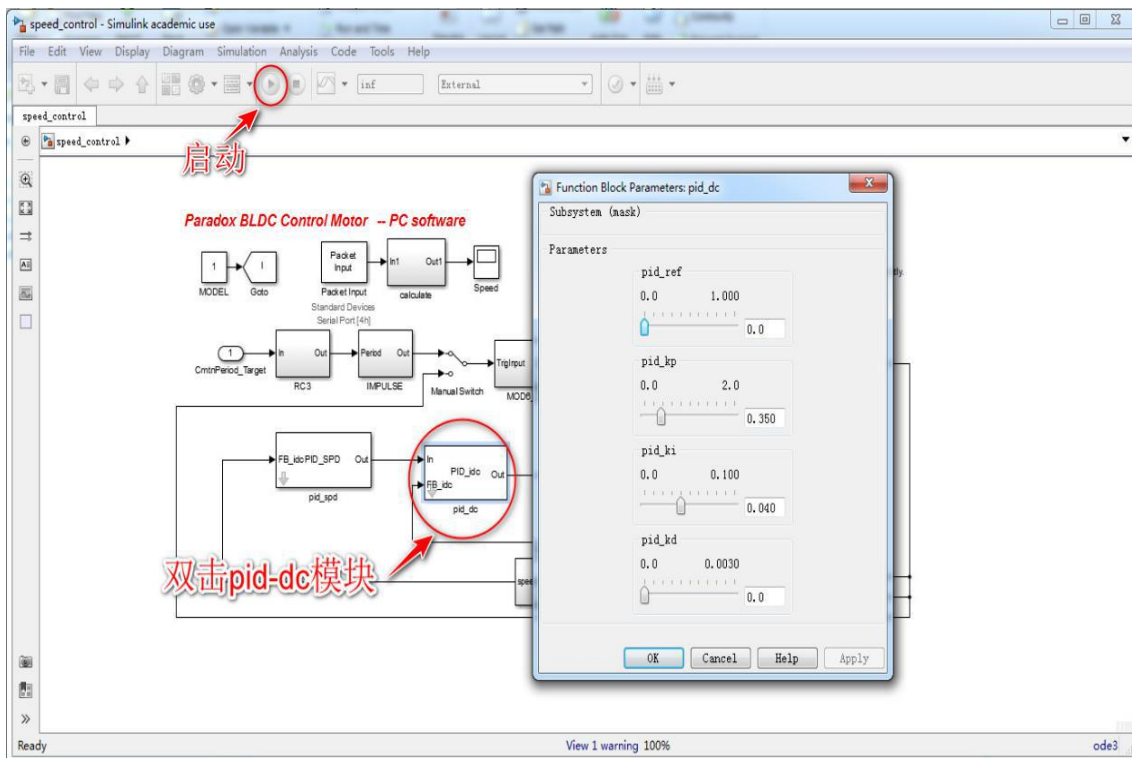 speed_control - Simulink academic use
File Edit View Display Diagram Simulation Analysis Code Tools Help
inf External
speed_control
speed_control
启动
Paradox BLDC Control Motor -- PC software
1
MODEL
I
Goto
Packet Input
Packet Input
Standard Devices
Serial Port [4h]
In1 Out1
calculate
Speed
1
CmtnPeriod_Target
In Out
RC3
Period Out
IMPULSE
Manual Switch
TrigInput
FB_idcPID_SPD Out
pid_spd
In
PID_idc Out
FB_idc
pid_dc
双击pid-dc模块
Function Block Parameters: pid_dc
Subsystem (mask)
Parameters
pid_ref
0.0 1.000
0.0
pid_kp
0.0 2.0
0.350
pid_ki
0.0 0.100
0.040
pid_kd
0.0 0.0030
0.0
OK Cancel Help Apply
Ready View 1 warning 100% ode3